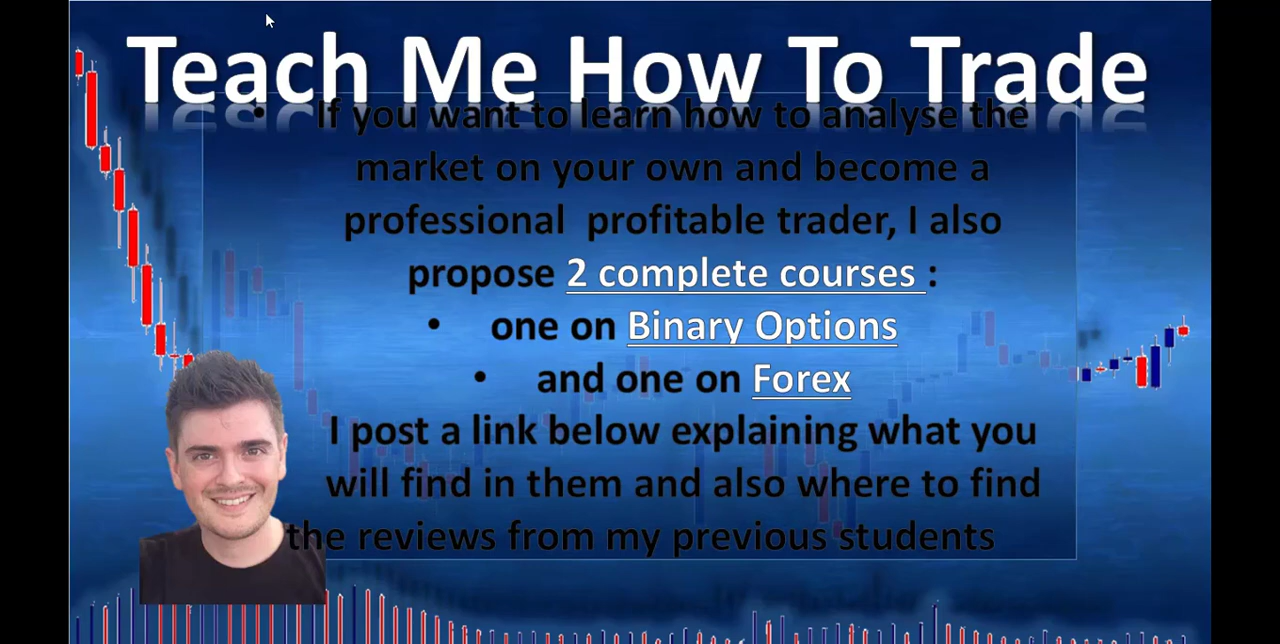 Teach Me How To Trade
• If you want to learn how to analyse the
market on your own and become a
professional  profitable trader, I also
propose 2 complete courses :
• one on Binary Options
• and one on Forex
I post a link below explaining what you
will find in them and also where to find
the reviews from my previous students